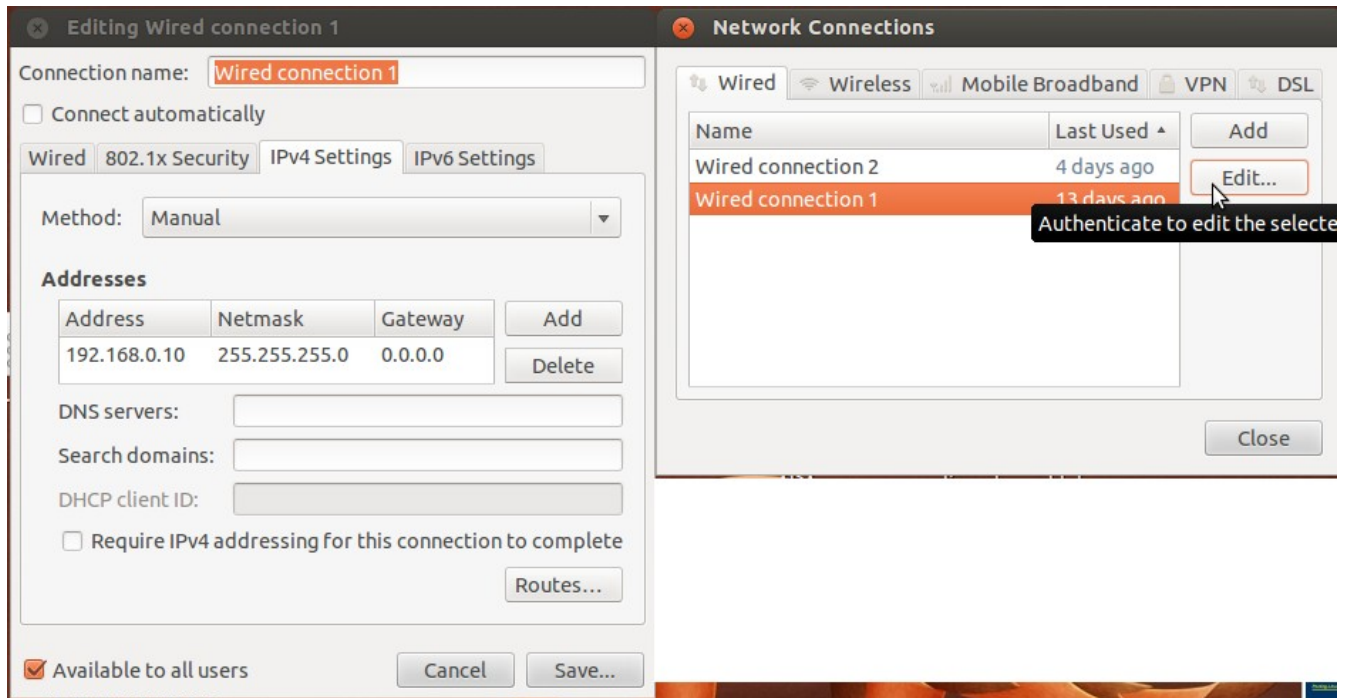 Editing Wired connection 1
Connection name: Wired connection 1
Connect automatically
Wired 802.1x Security IPv4 Settings IPv6 Settings
Method: Manual
Addresses
Address Netmask Gateway Add
192.168.0.10 255.255.255.0 0.0.0.0
Delete
DNS servers:
Search domains:
DHCP client ID:
Require IPv4 addressing for this connection to complete
Routes...
Available to all users Cancel Save...
Network Connections
Wired Wireless Mobile Broadband VPN DSL
Name Last Used Add
Wired connection 2 4 days ago
Edit...
Wired connection 1 13 days ago
Authenticate to edit the selecte
Close